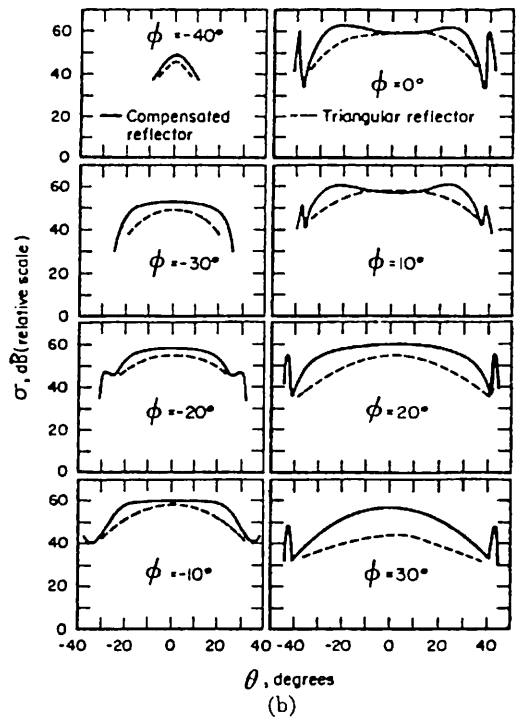 60
40
20
0
ϕ =-40°
Compensated reflector
ϕ =0°
Triangular reflector
60
40
20
0
ϕ =-30°
ϕ =10°
σ, dB (relative scale)
60
40
20
0
ϕ =-20°
ϕ =20°
60
40
20
0
ϕ =-10°
ϕ =30°
-40 -20 0 20 40
-40 -20 0 20 40
θ, degrees
(b)